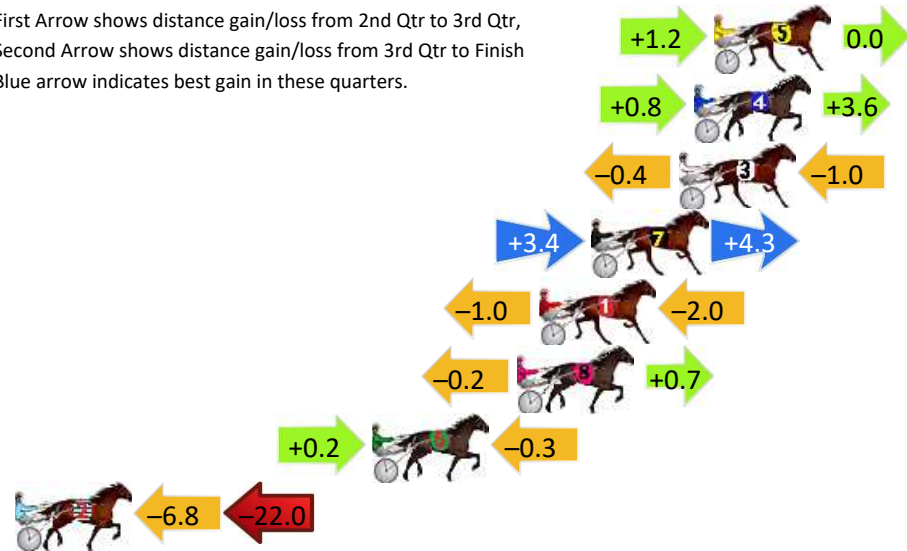 First Arrow shows distance gain/loss from 2nd Qtr to 3rd Qtr,
Second Arrow shows distance gain/loss from 3rd Qtr to Finish
Blue arrow indicates best gain in these quarters.
+1.2 5 0.0
+0.8 4 +3.6
–0.4 3 –1.0
+3.4 7 +4.3
–1.0 1 –2.0
–0.2 8 +0.7
+0.2 6 –0.3
2 –6.8 –22.0